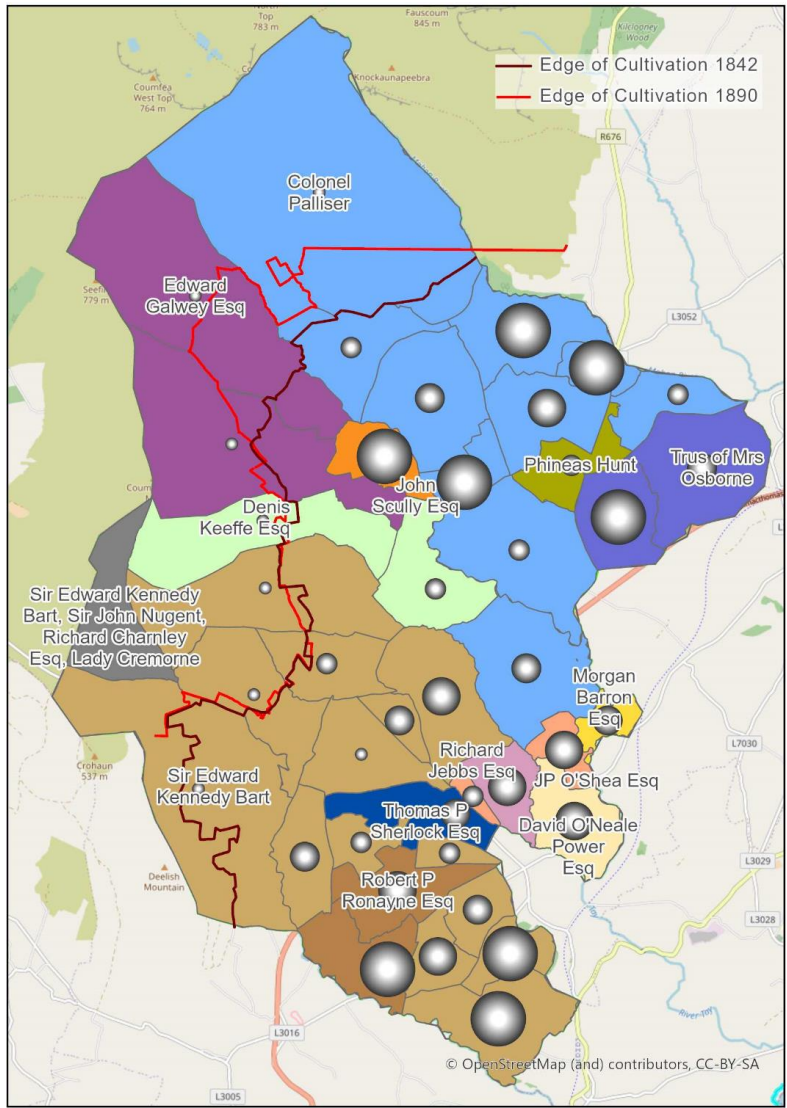 Top
783 m
Fauscoum
845 m
Kilclooney
Wood
Edge of Cultivation 1842
Edge of Cultivation 1890
Coumfea
West Top
764 m
Knockaunapeebra
R676
Colonel
Palliser
Edward
Galwey Esq
779 m
L3052
Phineas Hunt
Trus of Mrs
Osborne
John
Scully Esq
Denis
Keeffe Esq
Sir Edward Kennedy
Bart, Sir John Nugent,
Richard Charnley
Esq, Lady Cremorne
Morgan
Barron
Esq
L7030
Crohaun
537 m
Richard
Jebbs Esq
JP O'Shea Esq
Sir Edward
Kennedy Bart
Thomas P
Sherlock Esq
David O'Neale
Power
Esq
L3029
Deelish
Mountain
Robert P
Ronayne Esq
L3028
River Tay
L3016
© OpenStreetMap (and) contributors, CC-BY-SA
L3005